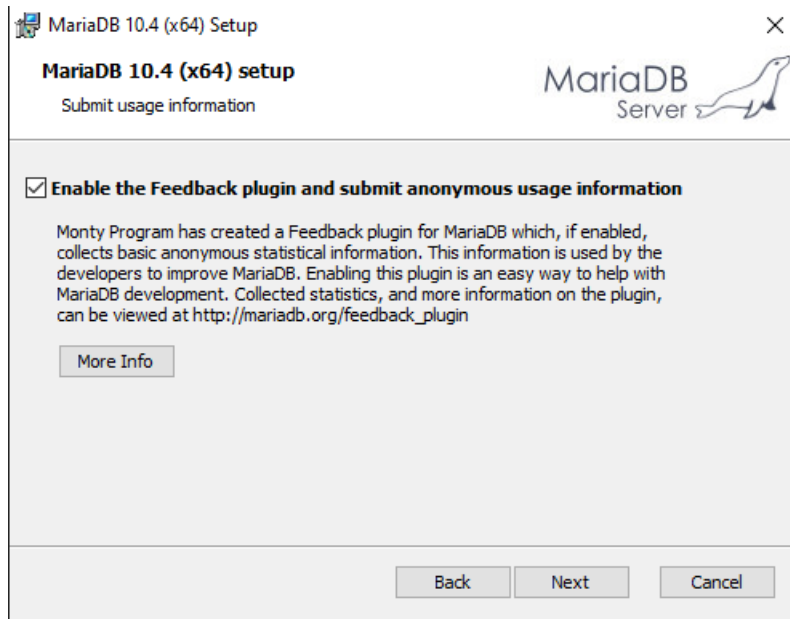 MariaDB 10.4 (x64) Setup
MariaDB 10.4 (x64) setup
Submit usage information
MariaDB
Server
Enable the Feedback plugin and submit anonymous usage information
Monty Program has created a Feedback plugin for MariaDB which, if enabled,
collects basic anonymous statistical information. This information is used by the
developers to improve MariaDB. Enabling this plugin is an easy way to help with
MariaDB development. Collected statistics, and more information on the plugin,
can be viewed at http://mariadb.org/feedback_plugin
More Info
Back Next Cancel